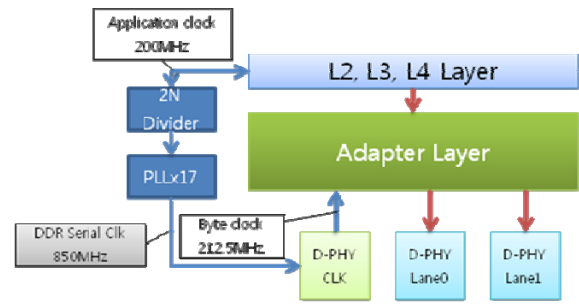 Application clock
200MHz
L2, L3, L4 Layer
2N
Divider
Adapter Layer
PLLx17
Byte clock
212.5MHz
DDR Serial Clk
850MHz
D-PHY
CLK
D-PHY
Lane0
D-PHY
Lane1